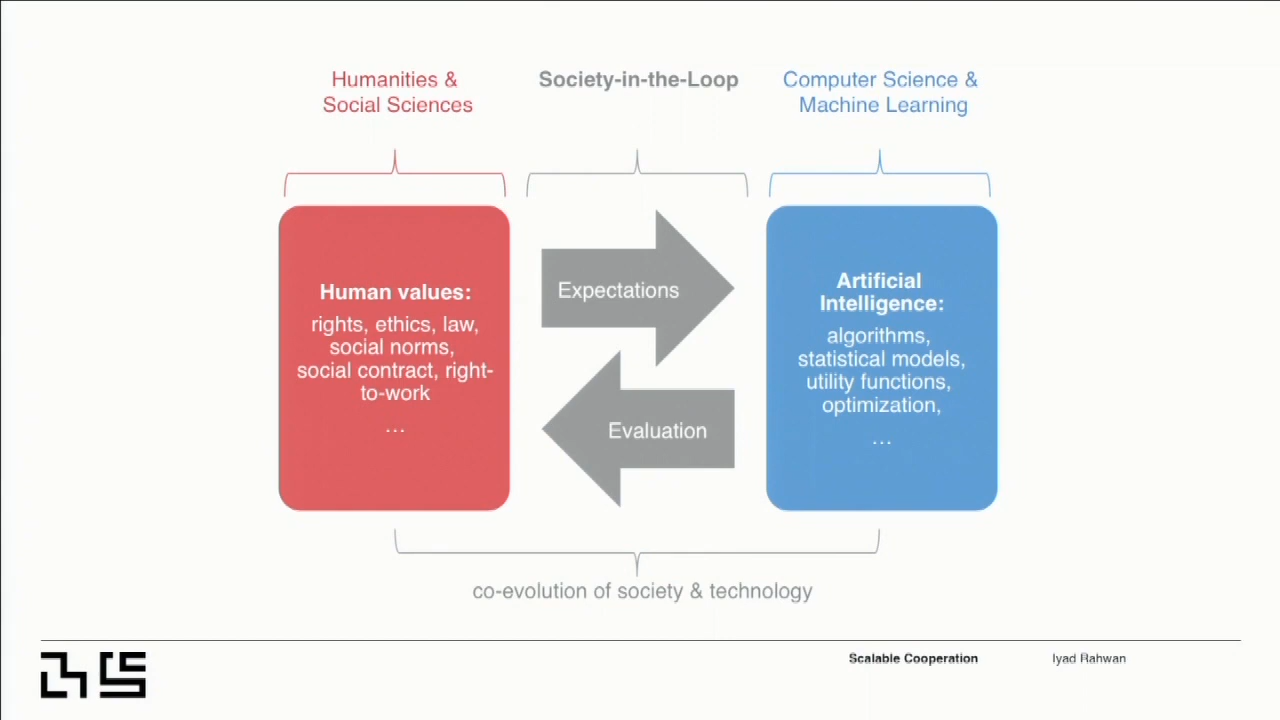 Humanities &
Social Sciences
Society-in-the-Loop
Computer Science &
Machine Learning
Human values:
rights, ethics, law,
social norms,
social contract, right-
to-work
...
Expectations
Evaluation
Artificial
Intelligence:
algorithms,
statistical models,
utility functions,
optimization,
...
co-evolution of society & technology
Scalable Cooperation
Iyad Rahwan